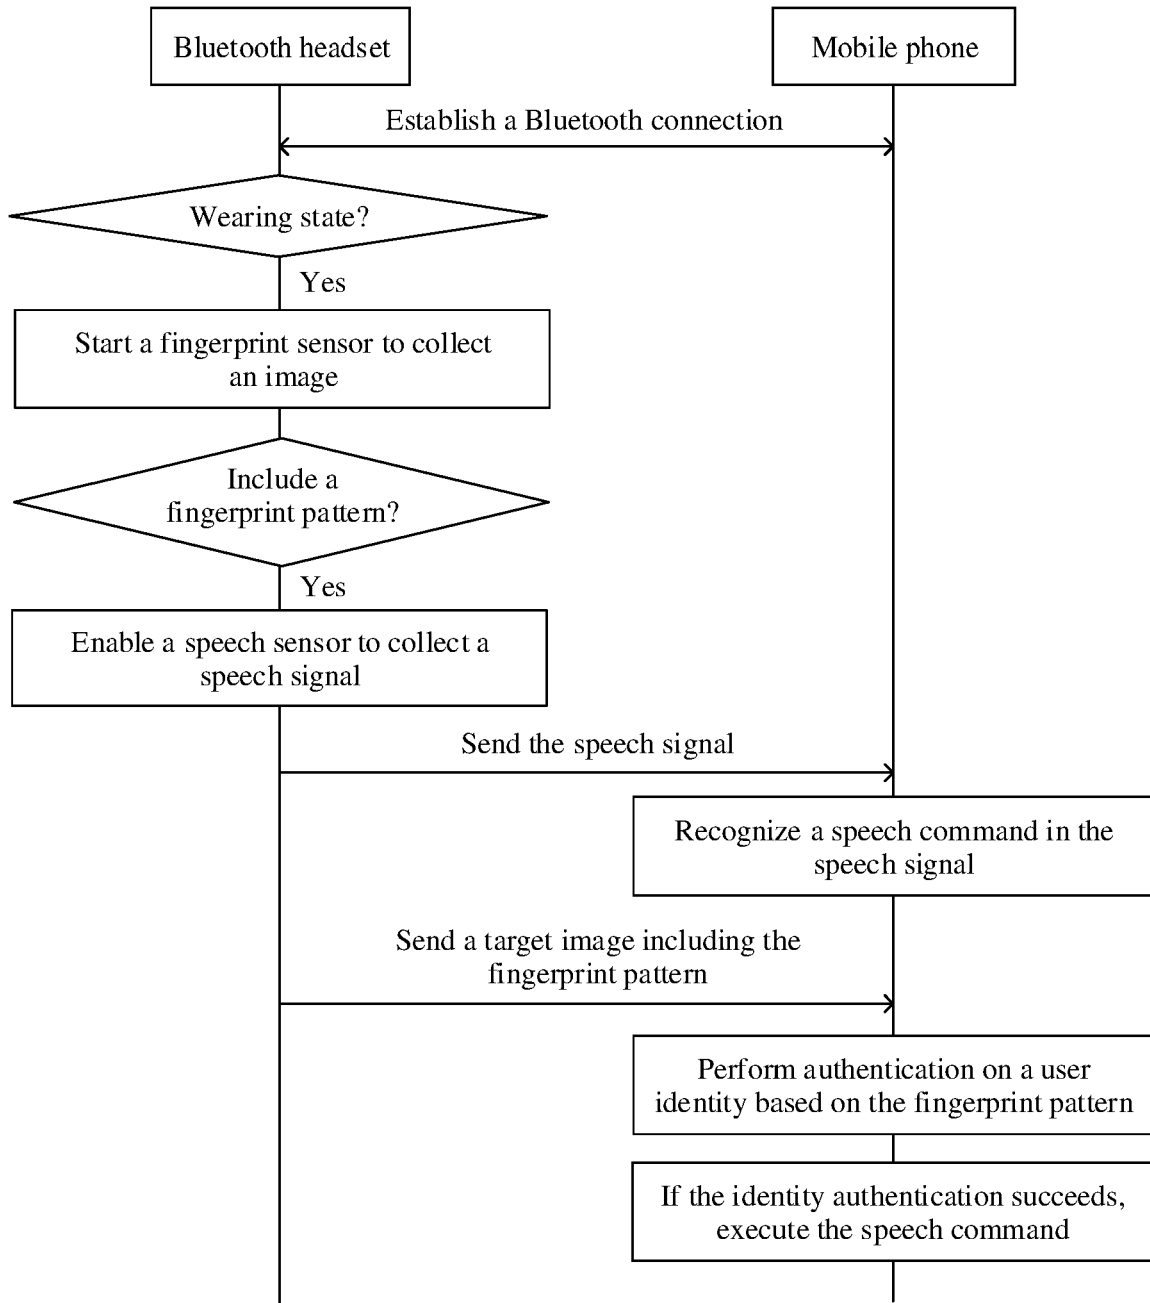 Bluetooth headset
Mobile phone
Establish a Bluetooth connection
Wearing state?
Yes
Start a fingerprint sensor to collect
an image
Include a
fingerprint pattern?
Yes
Enable a speech sensor to collect a
speech signal
Send the speech signal
Recognize a speech command in the
speech signal
Send a target image including the
fingerprint pattern
Perform authentication on a user
identity based on the fingerprint pattern
If the identity authentication succeeds,
execute the speech command